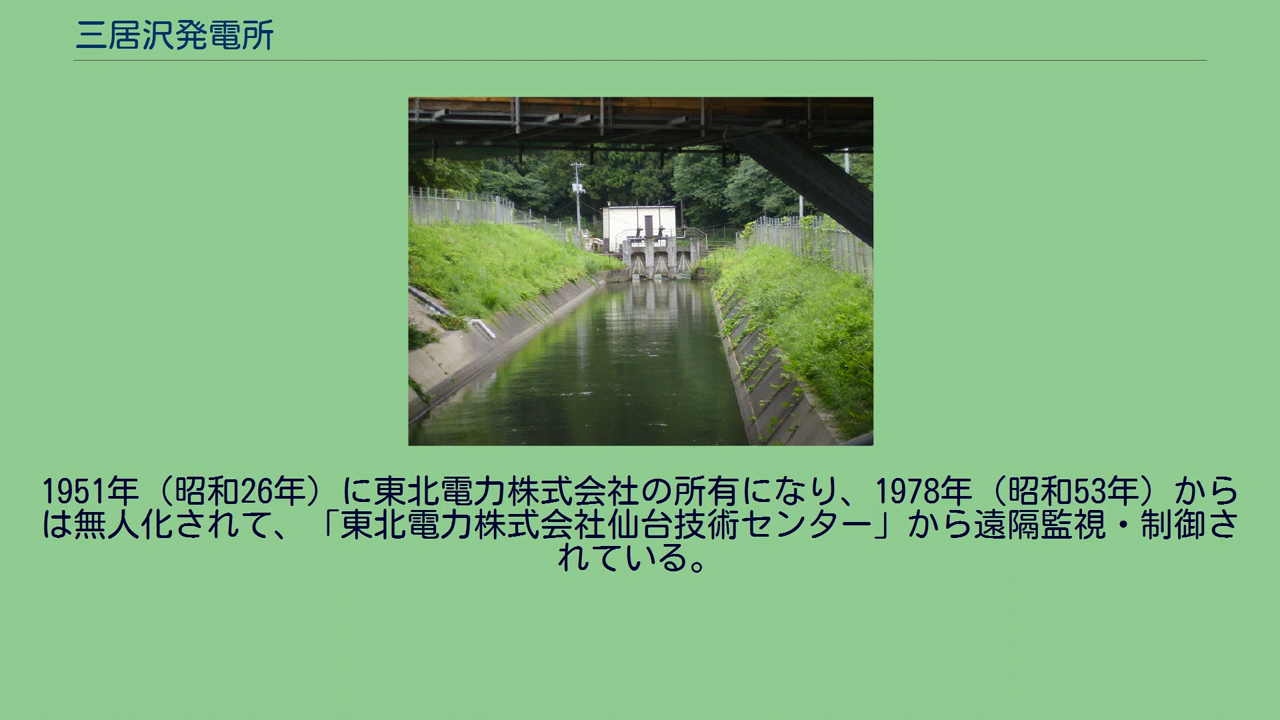 三居沢発電所
1951年（昭和26年）に東北電力株式会社の所有になり、1978年（昭和53年）から
は無人化されて、「東北電力株式会社仙台技術センター」から遠隔監視・制御さ
れている。